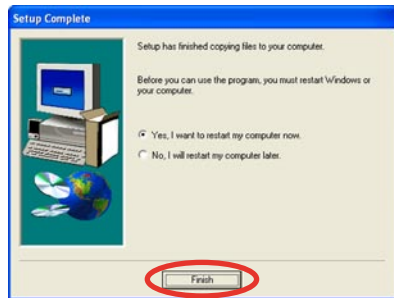 Setup Complete
Setup has finished copying files to your computer.
Before you can use the program, you must restart Windows or
your computer.
Yes, I want to restart my computer now.
No, I will restart my computer later.
Finish